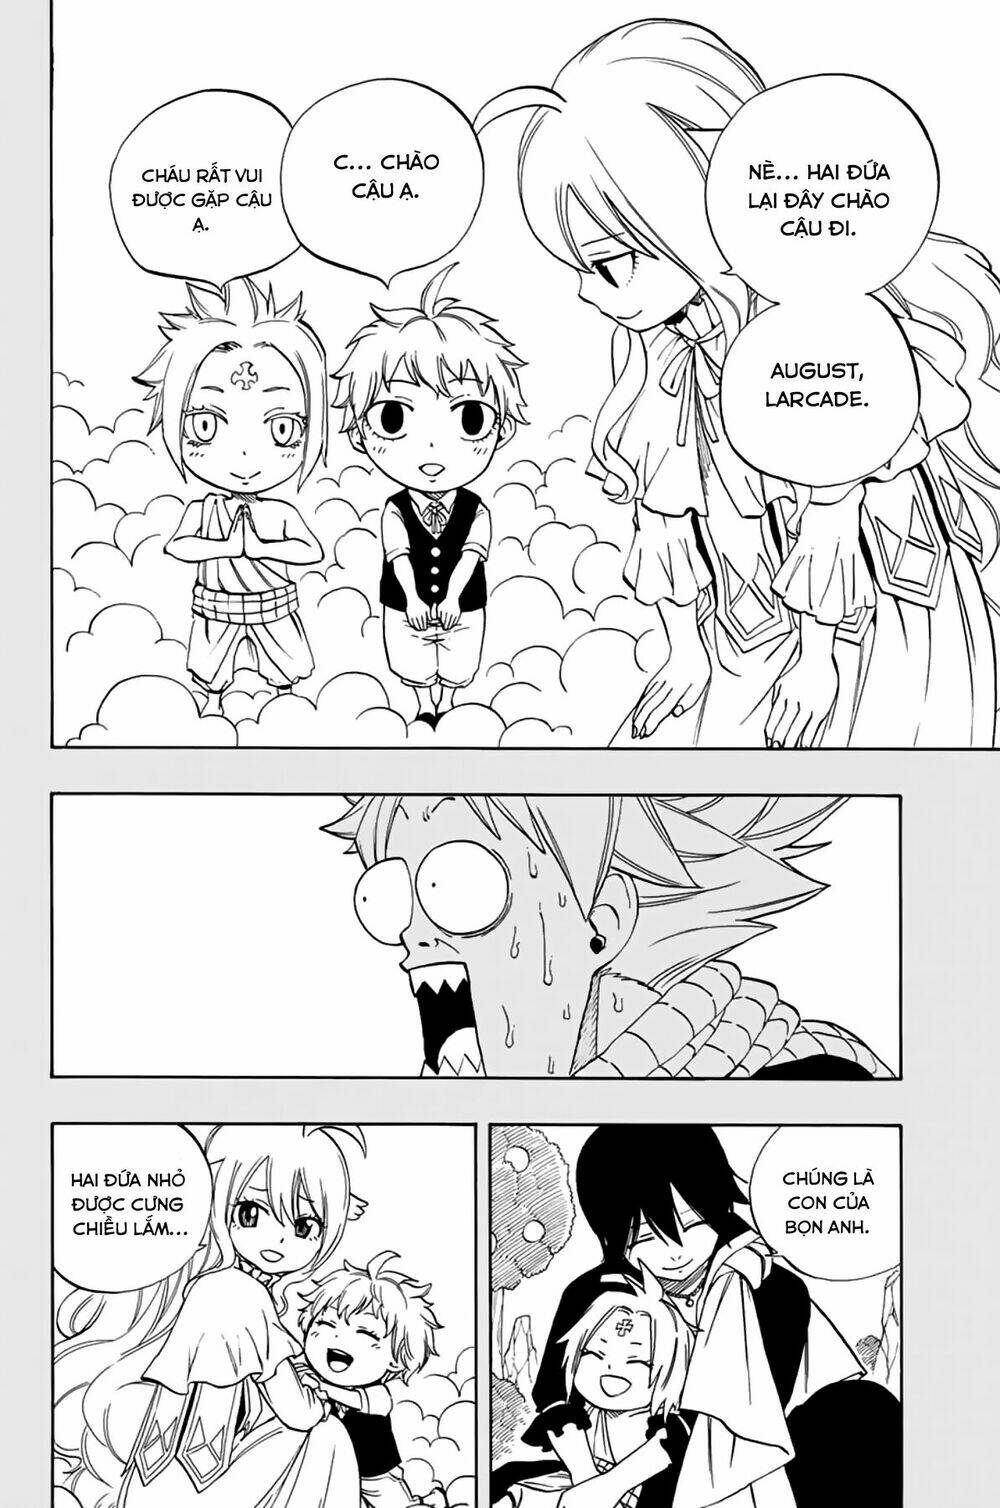 NÈ... HAI ĐỨA
LẠI ĐÂY CHÀO
CẬU ĐI.
AUGUST,
LARCADE.
C... CHÀO
CẬU Ạ.
CHÁU RẤT VUI
ĐƯỢC GẶP CẬU
Ạ.
CHÚNG LÀ
CON CỦA
BỌN ANH.
HAI ĐỨA NHỎ
ĐƯỢC CƯNG
CHIỀU LẮM...